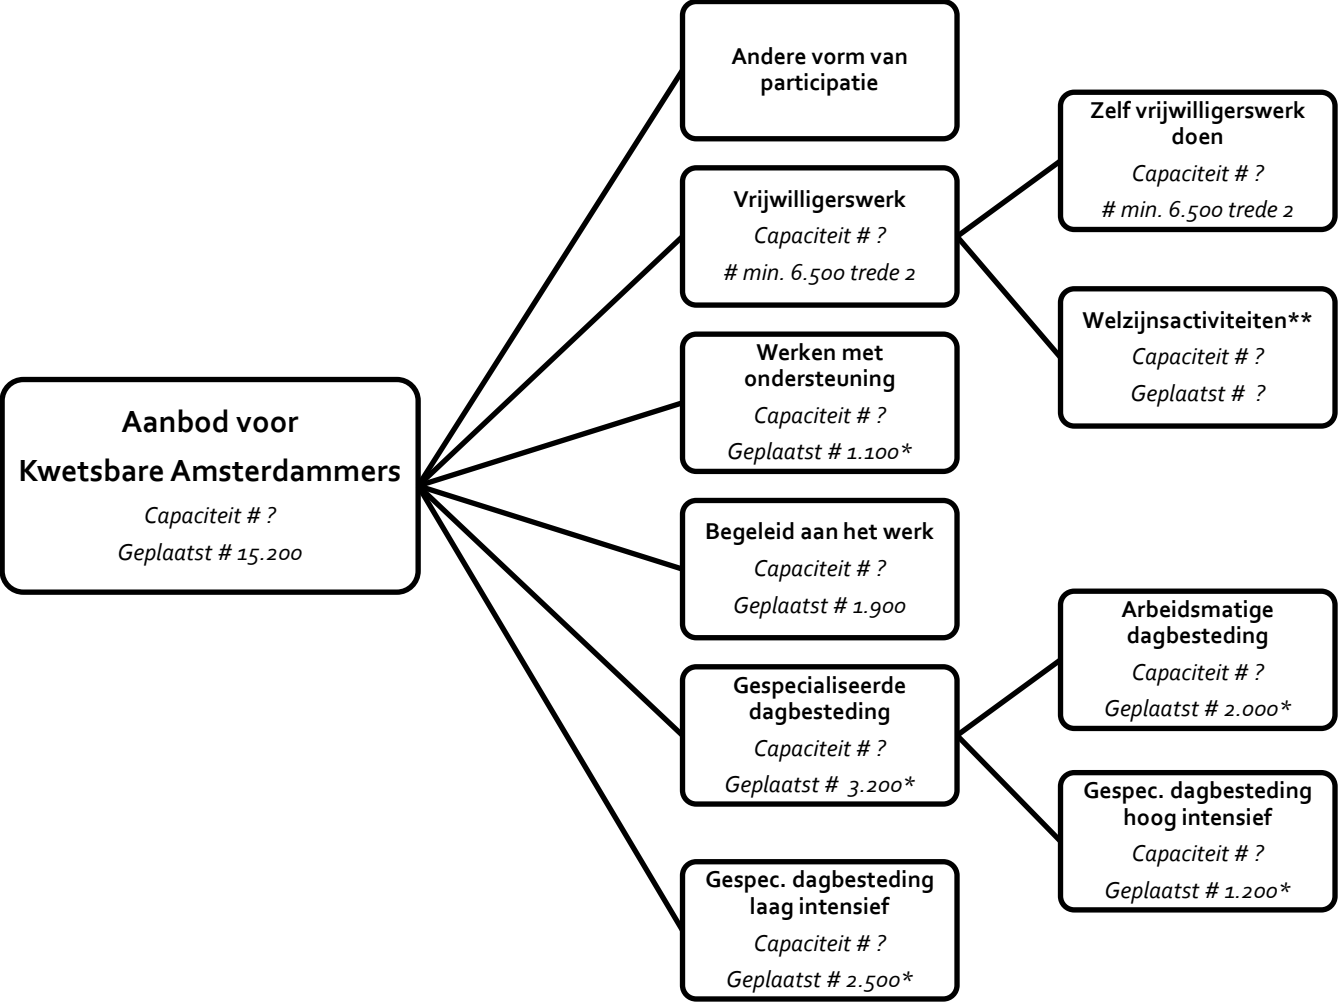 Aanbod voor
Kwetsbare Amsterdammers
Capaciteit # ?
Geplaatst # 15.200
Andere vorm van
participatie
Vrijwilligerswerk
Capaciteit # ?
# min. 6.500 trede 2
Zelf vrijwilligerswerk
doen
Capaciteit # ?
# min. 6.500 trede 2
Welzijnsactiviteiten**
Capaciteit # ?
Geplaatst # ?
Werken met
ondersteuning
Capaciteit # ?
Geplaatst # 1.100*
Begeleid aan het werk
Capaciteit # ?
Geplaatst # 1.900
Gespecialiseerde
dagbesteding
Capaciteit # ?
Geplaatst # 3.200*
Arbeidsmatige
dagbesteding
Capaciteit # ?
Geplaatst # 2.000*
Gespec. dagbesteding
hoog intensief
Capaciteit # ?
Geplaatst # 1.200*
Gespec. dagbesteding
laag intensief
Capaciteit # ?
Geplaatst # 2.500*